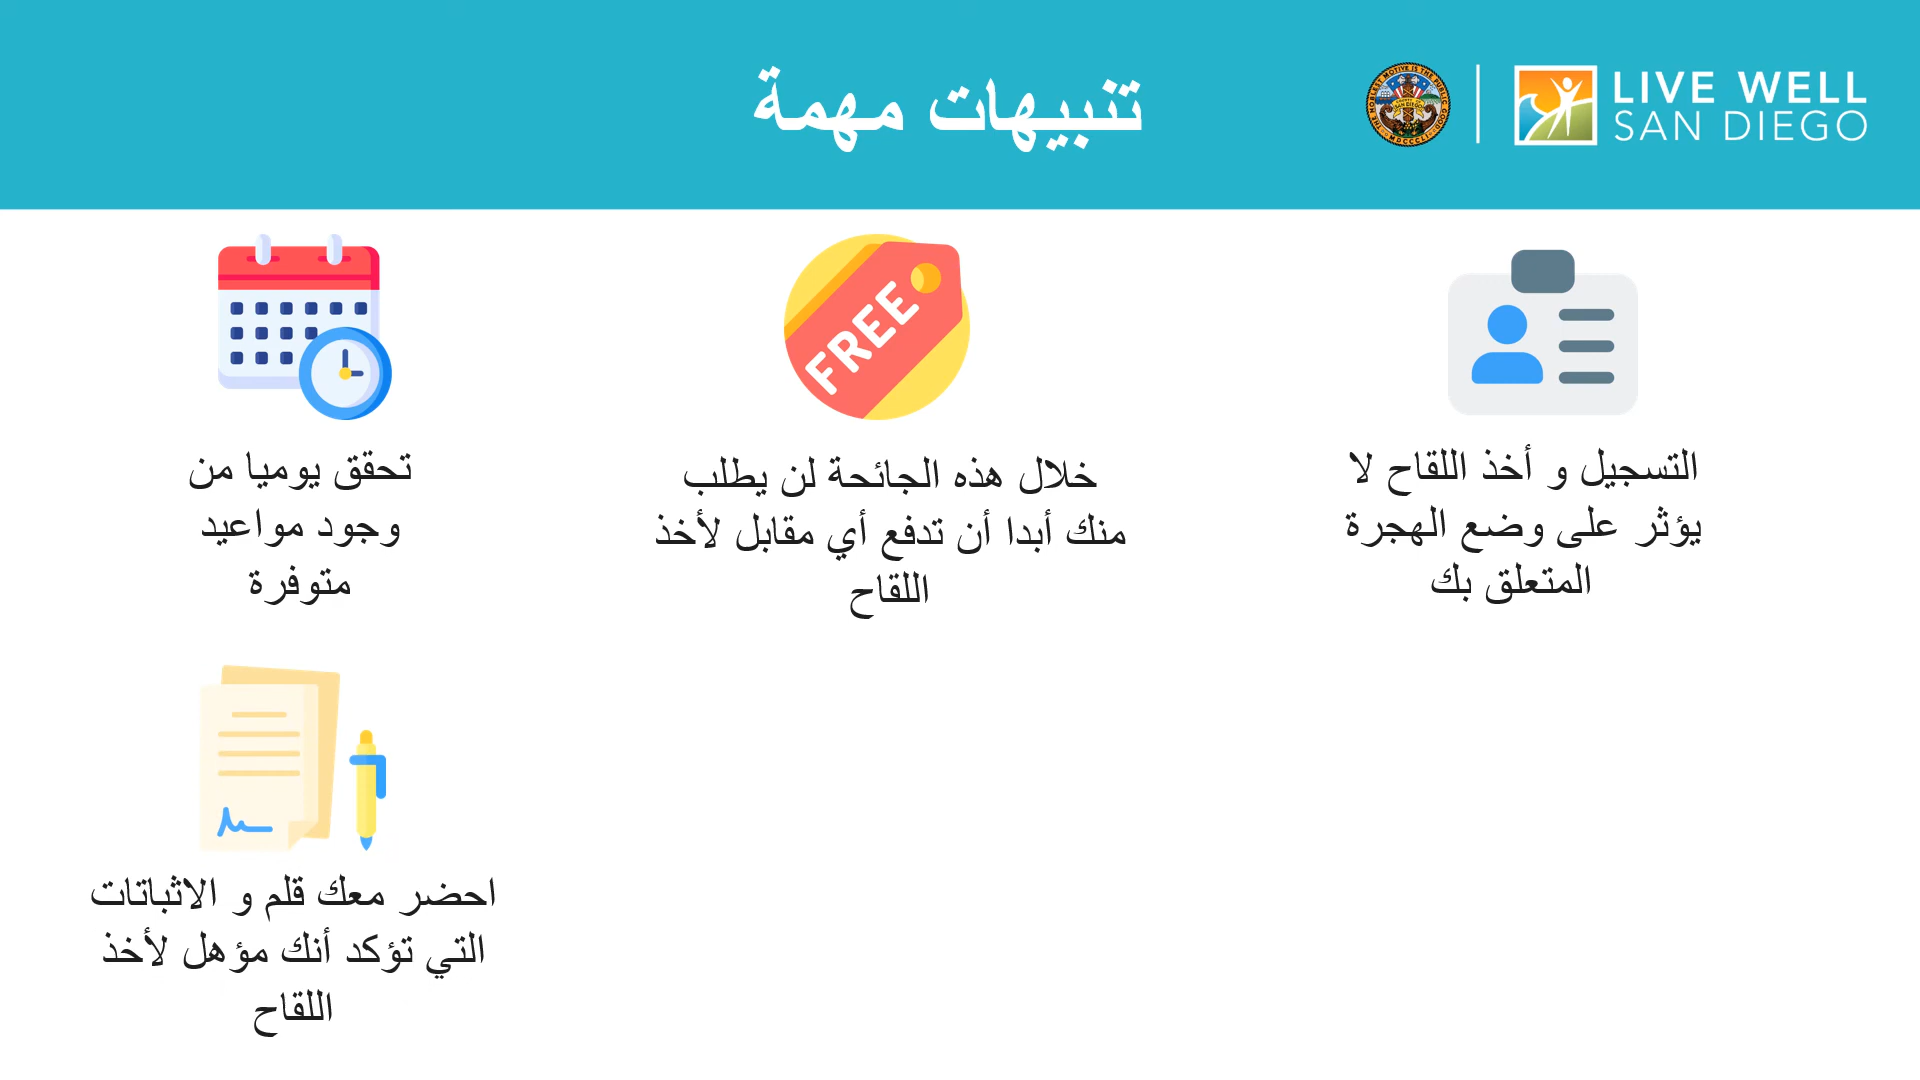 تنبيهات مهمة
LIVE WELL
SAN DIEGO
التسجيل و أخذ اللقاح لا
يؤثر على وضع الهجرة
المتعلق بك
FREE
خلال هذه الجائحة لن يطلب
منك أبدا أن تدفع أي مقابل لأخذ
اللقاح
تحقق يوميا من
وجود مواعيد
متوفرة
احضر معك قلم و الاثباتات
التي تؤكد أنك مؤهل لأخذ
اللقاح